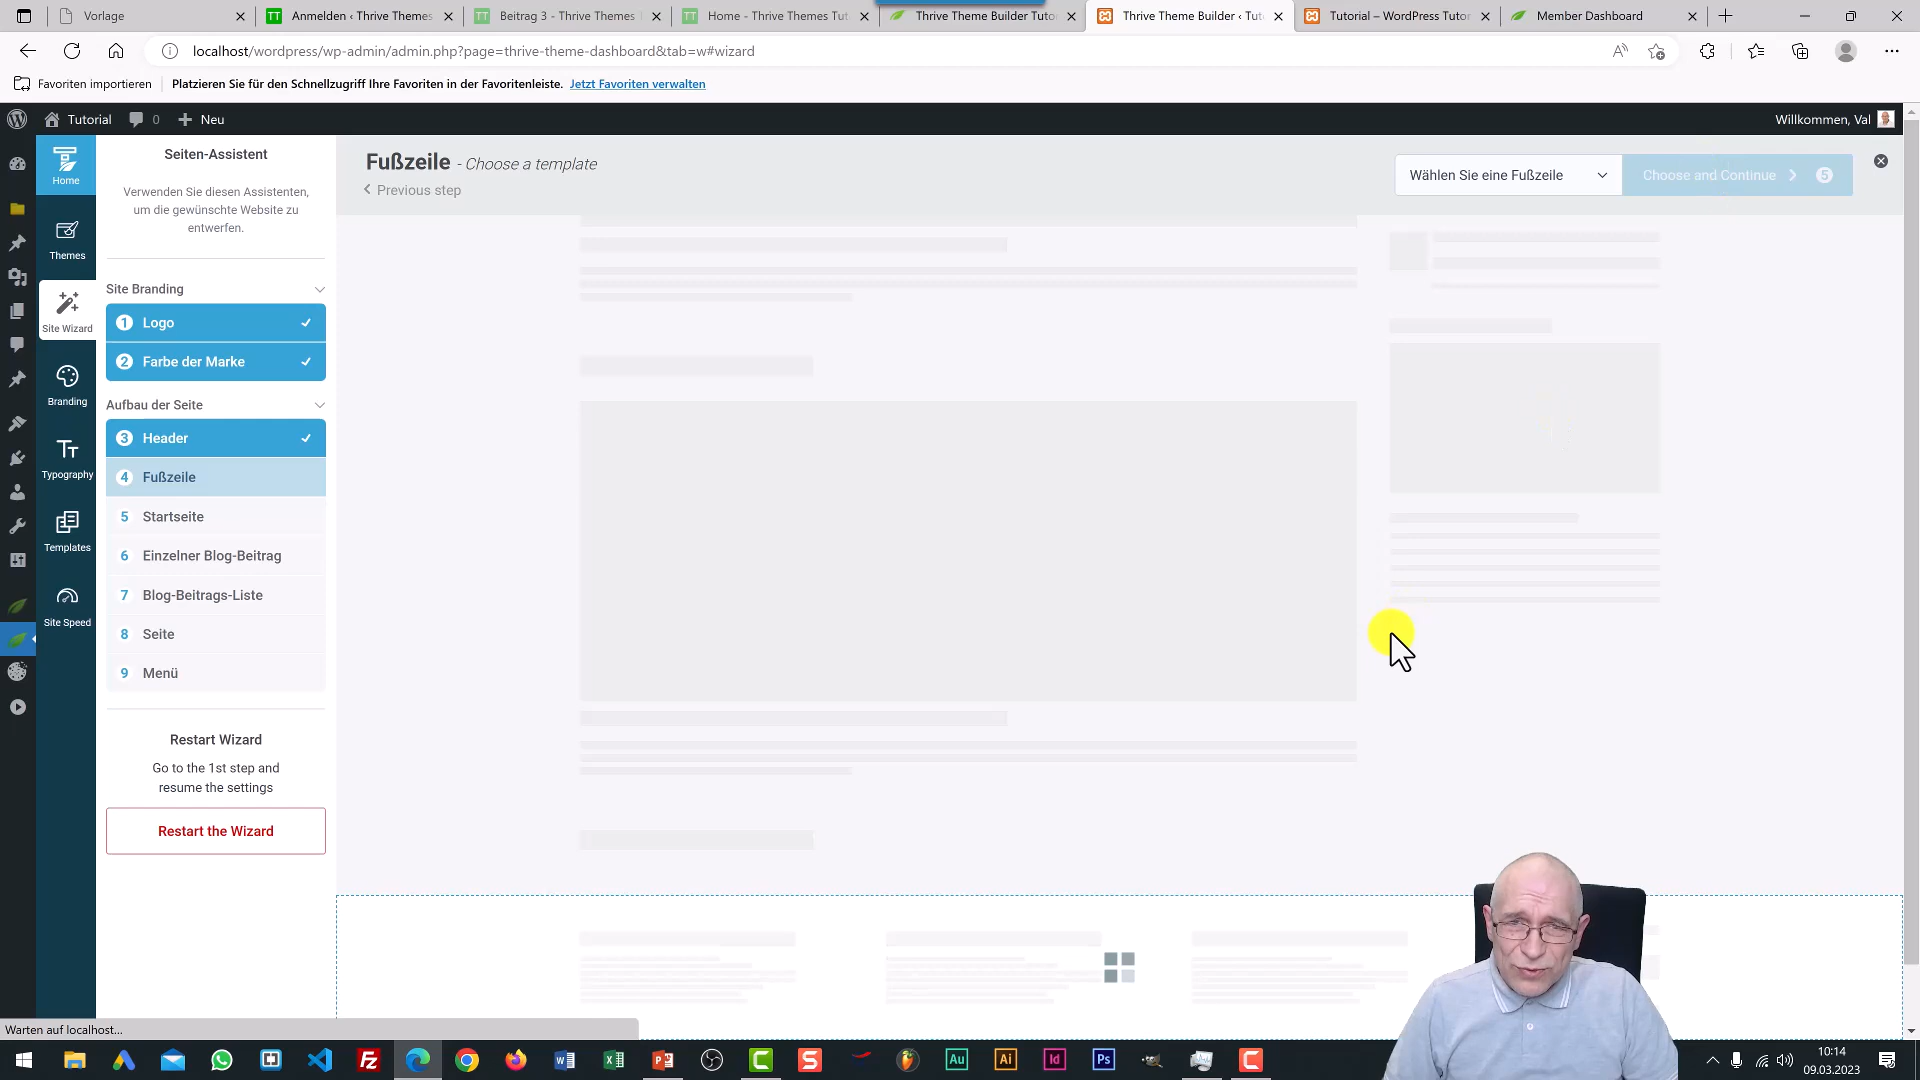 Vorlage
Anmelden ‹ Thrive Themes
Beitrag 3 - Thrive Themes
Home - Thrive Themes Tut
Thrive Theme Builder Tuto
Thrive Theme Builder ‹ Tut
Tutorial – WordPress Tutor
Member Dashboard
localhost/wordpress/wp-admin/admin.php?page=thrive-theme-dashboard&tab=w#wizard
Favoriten importieren
Platzieren Sie für den Schnellzugriff Ihre Favoriten in der Favoritenleiste. Jetzt Favoriten verwalten
Tutorial
0
Neu
Willkommen, Val
Home
Themes
Site Wizard
Branding
Typography
Templates
Site Speed
Seiten-Assistent
Verwenden Sie diesen Assistenten,
um die gewünschte Website zu
entwerfen.
Site Branding
1 Logo
2 Farbe der Marke
Aufbau der Seite
3 Header
4 Fußzeile
5 Startseite
6 Einzelner Blog-Beitrag
7 Blog-Beitrags-Liste
8 Seite
9 Menü
Restart Wizard
Go to the 1st step and
resume the settings
Restart the Wizard
Fußzeile - Choose a template
Previous step
Wählen Sie eine Fußzeile
Choose and Continue 5
Warten auf localhost...
10:14
09.03.2023